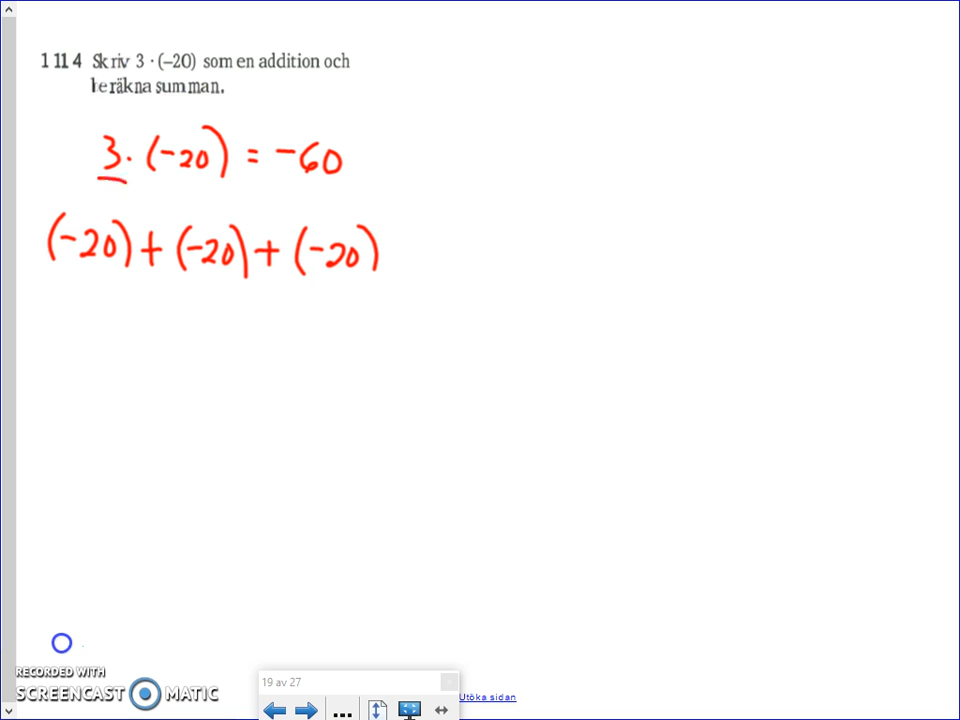 1114 Skriv 3 · (–20) som en addition och
beräkna summan.
3 · (-20) = -60
(-20) + (-20) + (-20)
RECORDED WITH
SCREENCAST MATIC
19 av 27
Utöka sidan